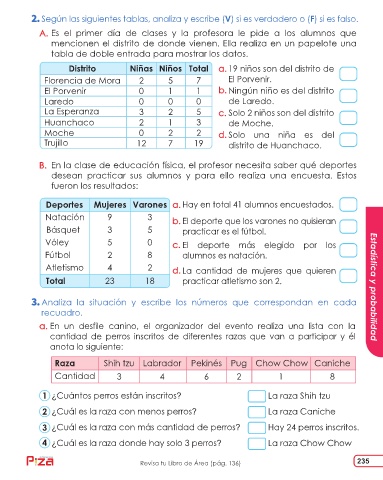 2. Según las siguientes tablas, analiza y escribe (V) si es verdadero o (F) si es falso.
A. Es el primer día de clases y la profesora le pide a los alumnos que
mencionen el distrito de donde vienen. Ella realiza en un papelote una
tabla de doble entrada para mostrar los datos.
Distrito Niñas Niños Total
Florencia de Mora 2 5 7
El Porvenir 0 1 1
Laredo 0 0 0
La Esperanza 3 2 5
Huanchaco 2 1 3
Moche 0 2 2
Trujillo 12 7 19
a. 19 niños son del distrito de
El Porvenir.
b. Ningún niño es del distrito
de Laredo.
c. Solo 2 niños son del distrito
de Moche.
d. Solo una niña es del
distrito de Huanchaco.
B. En la clase de educación física, el profesor necesita saber qué deportes
desean practicar sus alumnos y para ello realiza una encuesta. Estos
fueron los resultados:
Deportes Mujeres Varones
Natación 9 3
Básquet 3 5
Vóley 5 0
Fútbol 2 8
Atletismo 4 2
Total 23 18
a. Hay en total 41 alumnos encuestados.
b. El deporte que los varones no quisieran
practicar es el fútbol.
c. El deporte más elegido por los
alumnos es natación.
d. La cantidad de mujeres que quieren
practicar atletismo son 2.
Estadística y probabilidad
3. Analiza la situación y escribe los números que correspondan en cada
recuadro.
a. En un desfile canino, el organizador del evento realiza una lista con la
cantidad de perros inscritos de diferentes razas que van a participar y él
anota lo siguiente:
Raza Shih tzu Labrador Pekinés Pug Chow Chow Caniche
Cantidad 3 4 6 2 1 8
1 ¿Cuántos perros están inscritos? La raza Shih tzu
2 ¿Cuál es la raza con menos perros? La raza Caniche
3 ¿Cuál es la raza con más cantidad de perros? Hay 24 perros inscritos.
4 ¿Cuál es la raza donde hay solo 3 perros? La raza Chow Chow
Piza
Revisa tu Libro de Área (pág. 136)
235